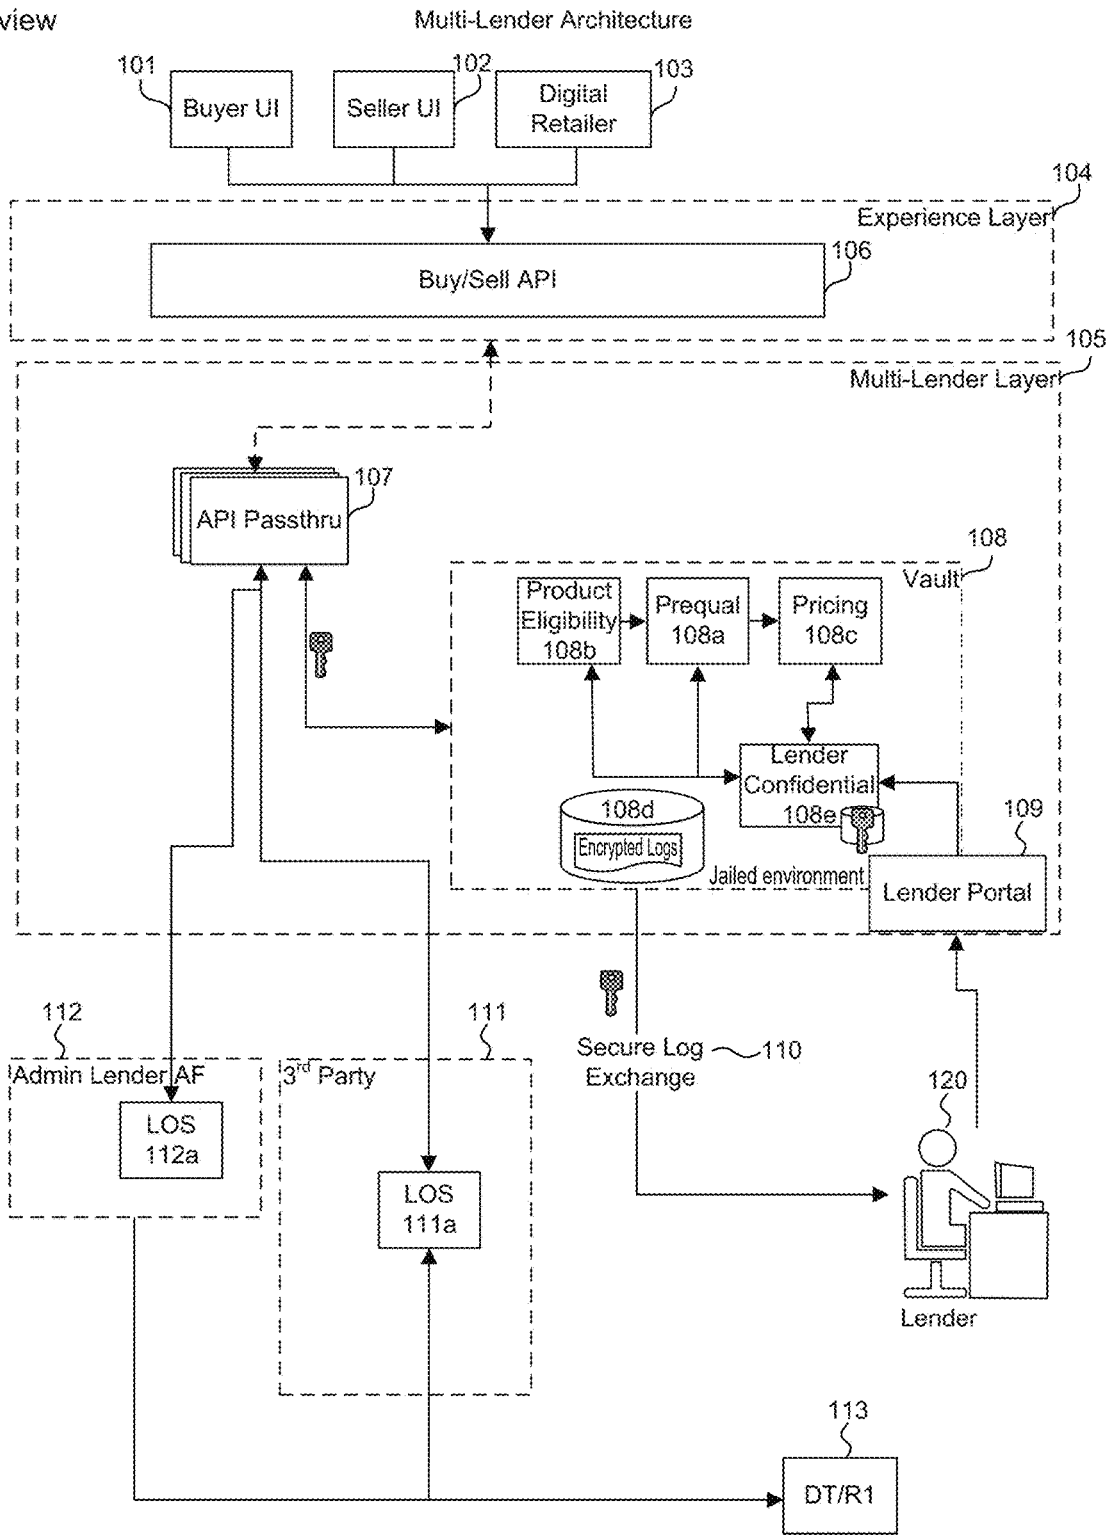 view
Multi-Lender Architecture
101
Buyer UI
102
Seller UI
103
Digital
Retailer
104
Experience Layer
106
Buy/Sell API
105
Multi-Lender Layer
107
API Passthru
108
Vault
Product
Eligibility
108b
Prequal
108a
Pricing
108c
Lender
Confidential
108e
108d
Encrypted Logs
Jailed environment
109
Lender Portal
112
Admin Lender AF
LOS
112a
111
3rd Party
LOS
111a
Secure Log
Exchange
110
120
Lender
113
DT/R1